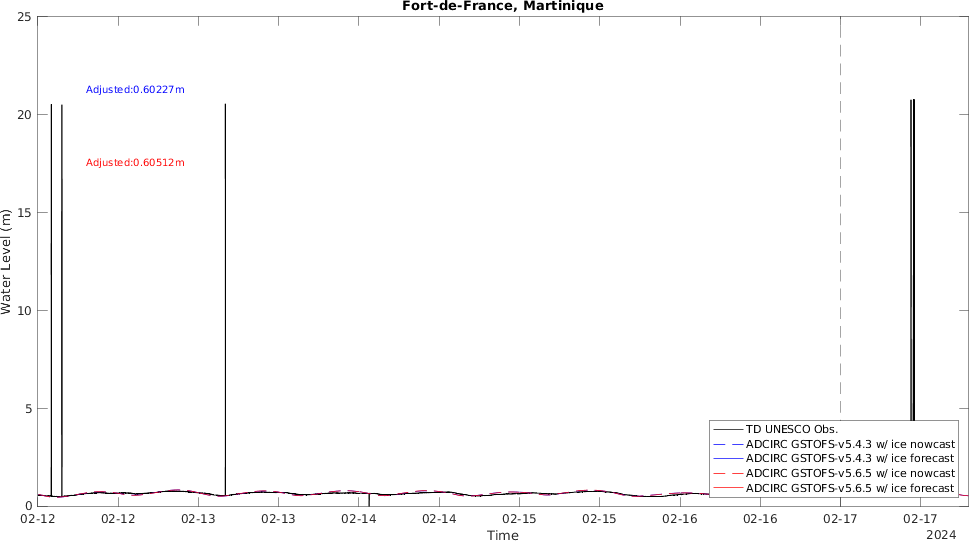 Fort-de-France, Martinique
25
20
15
10
5
0
Water Level (m)
Adjusted:0.60227m
Adjusted:0.60512m
TD UNESCO Obs.
ADCIRC GSTOFS-v5.4.3 w/ ice nowcast
ADCIRC GSTOFS-v5.4.3 w/ ice forecast
ADCIRC GSTOFS-v5.6.5 w/ ice nowcast
ADCIRC GSTOFS-v5.6.5 w/ ice forecast
02-12 02-12 02-13 02-13 02-14 02-14 02-15 02-15 02-16 02-16 02-17 02-17
Time
2024